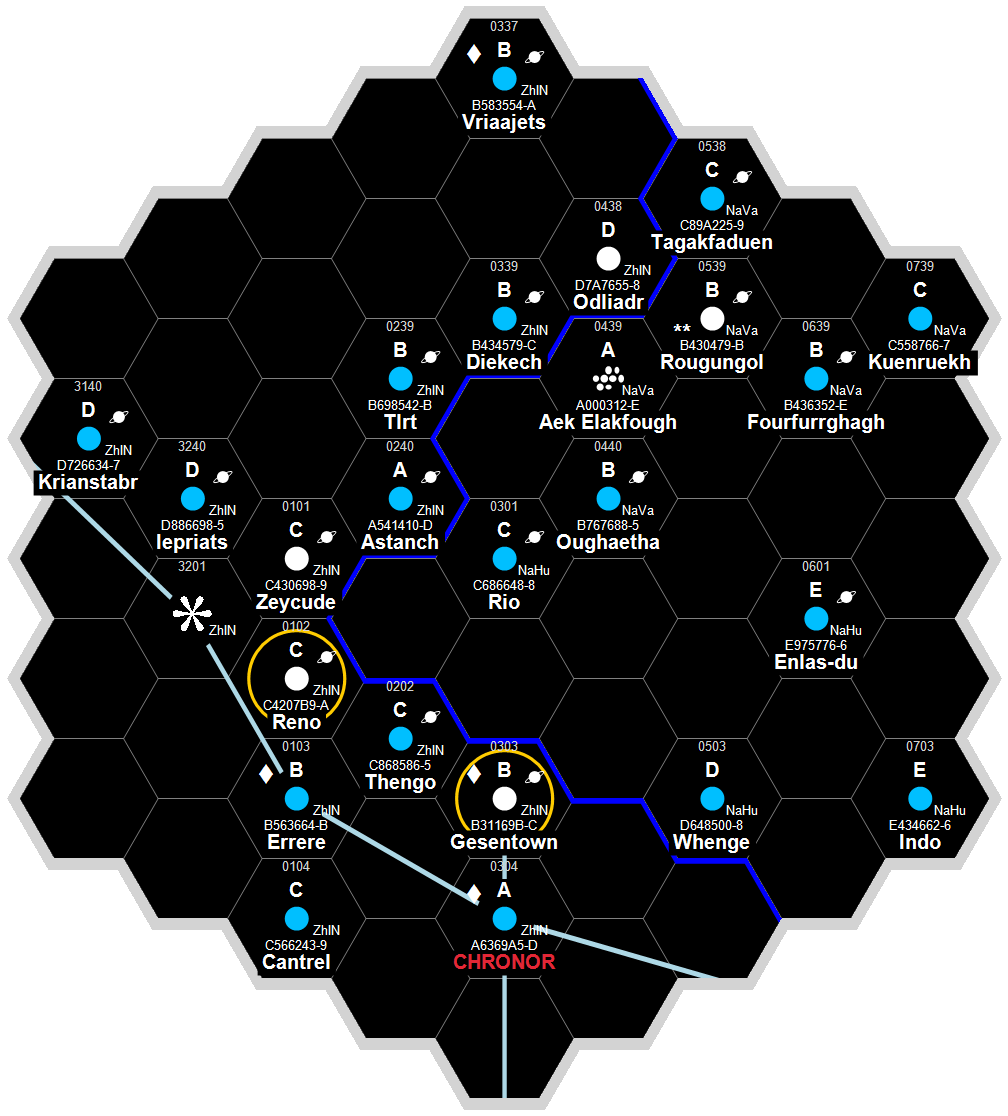 0337
B
ZhIN
B583554-A
Vriaajets
0538
C
NaVa
C89A225-9
Tagakfaduen
0438
D
ZhIN
D7A7655-8
Odliadr
0339
B
ZhIN
B434579-C
Diekech
0539
B
** NaVa
B430479-B
Rougungol
0739
C
NaVa
C558766-7
Kuenruekh
0239
B
ZhIN
B698542-B
Tlrt
0439
A
NaVa
A000312-E
Aek Elakfough
0639
B
NaVa
B436352-E
Fourfurrghagh
3140
D
ZhIN
D726634-7
Krianstabr
3240
D
ZhIN
D886698-5
Iepriats
0240
A
ZhIN
A541410-D
Astanch
0440
B
NaVa
B767688-5
Oughaetha
0101
C
ZhIN
C430698-9
Zeycude
0301
C
NaHu
C686648-8
Rio
3201
ZhIN
0601
E
NaHu
E975776-6
Enlas-du
0102
C
ZhIN
C4207B9-A
Reno
0202
C
ZhIN
C868586-5
Thengo
0103
B
ZhIN
B563664-B
Errere
0303
B
ZhIN
B31169B-C
Gesentown
0503
D
NaHu
D648500-8
Whenge
0703
E
NaHu
E434662-6
Indo
0104
C
ZhIN
C566243-9
Cantrel
0304
A
ZhIN
A6369A5-D
CHRONOR